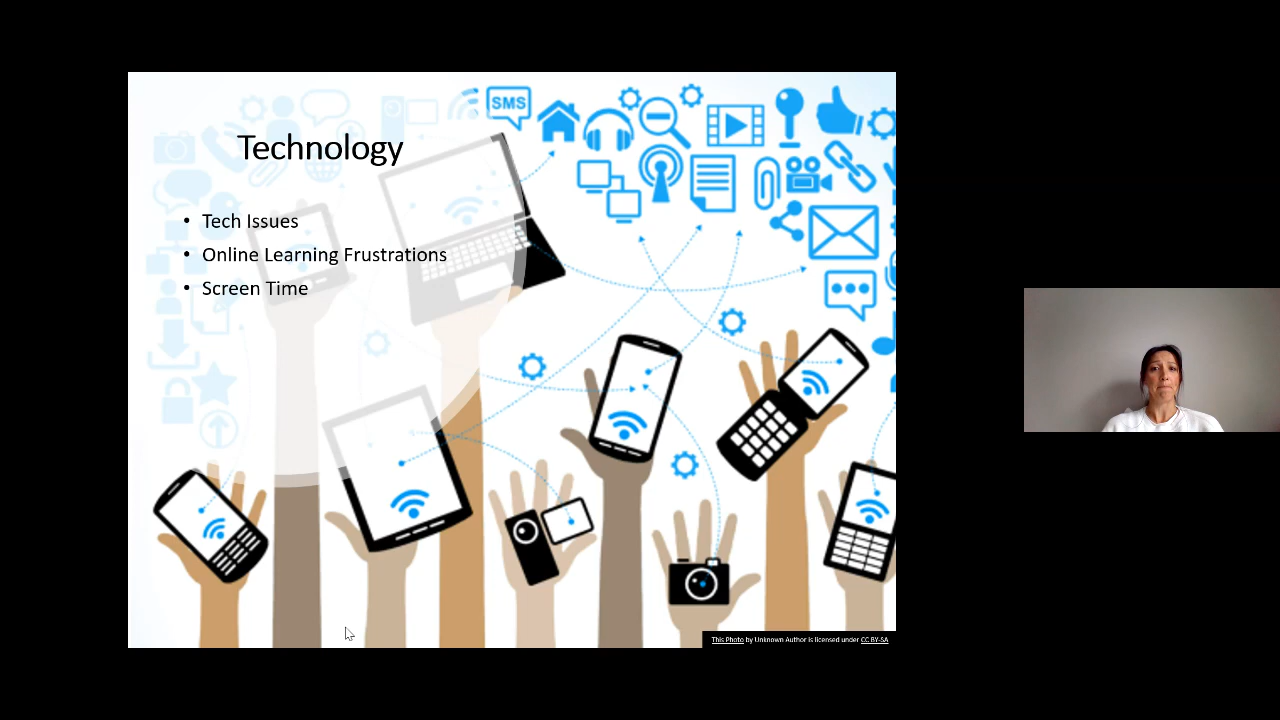 SMS
Technology
• Tech Issues
• Online Learning Frustrations
• Screen Time
This Photo by Unknown Author is licensed under CC BY-SA